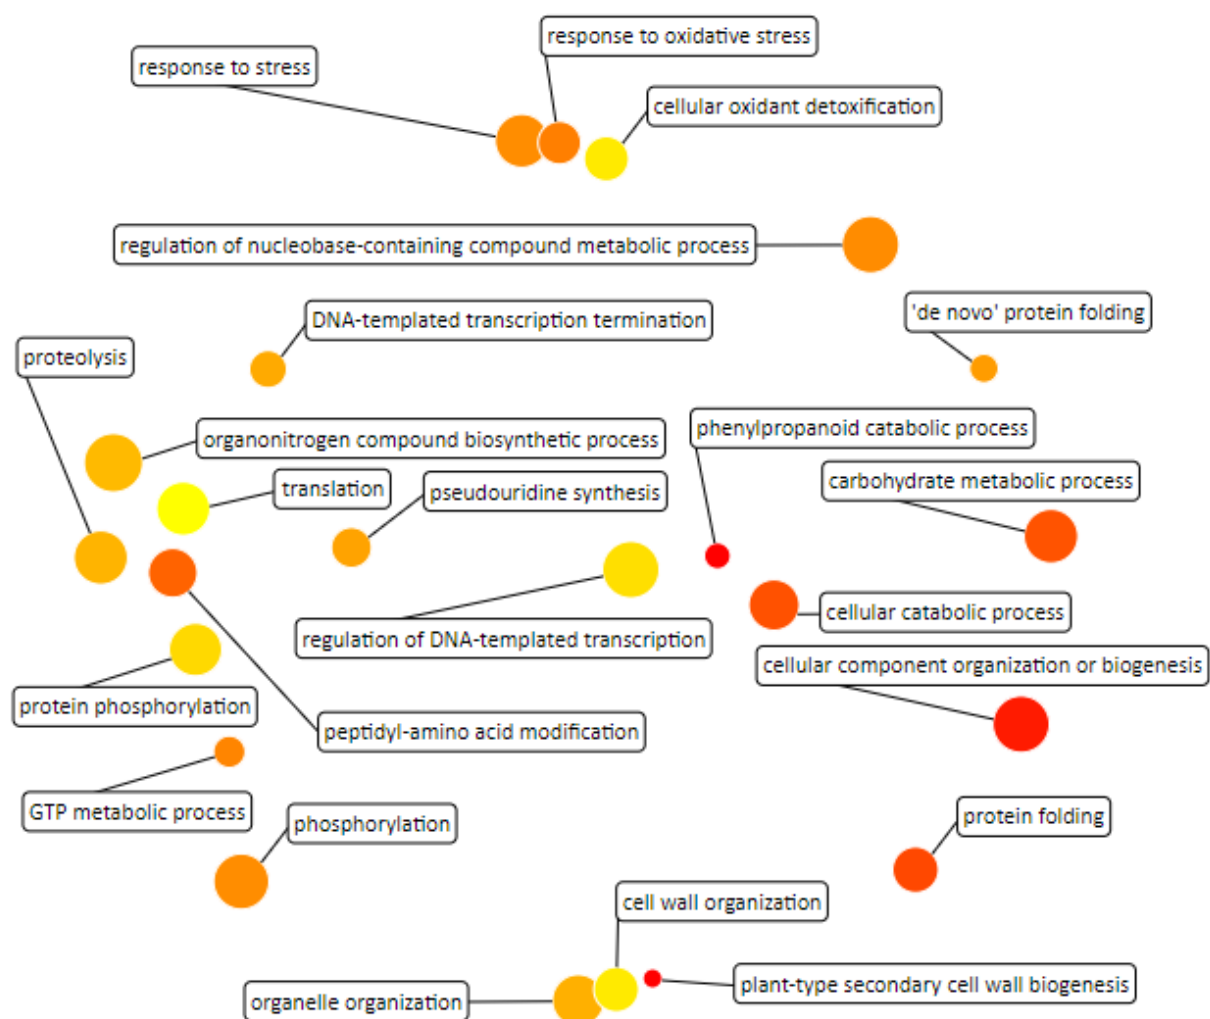 response to oxidative stress
response to stress
cellular oxidant detoxification
regulation of nucleobase-containing compound metabolic process
'de novo' protein folding
DNA-templated transcription termination
proteolysis
phenylpropanoid catabolic process
organonitrogen compound biosynthetic process
carbohydrate metabolic process
translation
pseudouridine synthesis
cellular catabolic process
regulation of DNA-templated transcription
cellular component organization or biogenesis
protein phosphorylation
peptidyl-amino acid modification
GTP metabolic process
protein folding
phosphorylation
cell wall organization
plant-type secondary cell wall biogenesis
organelle organization